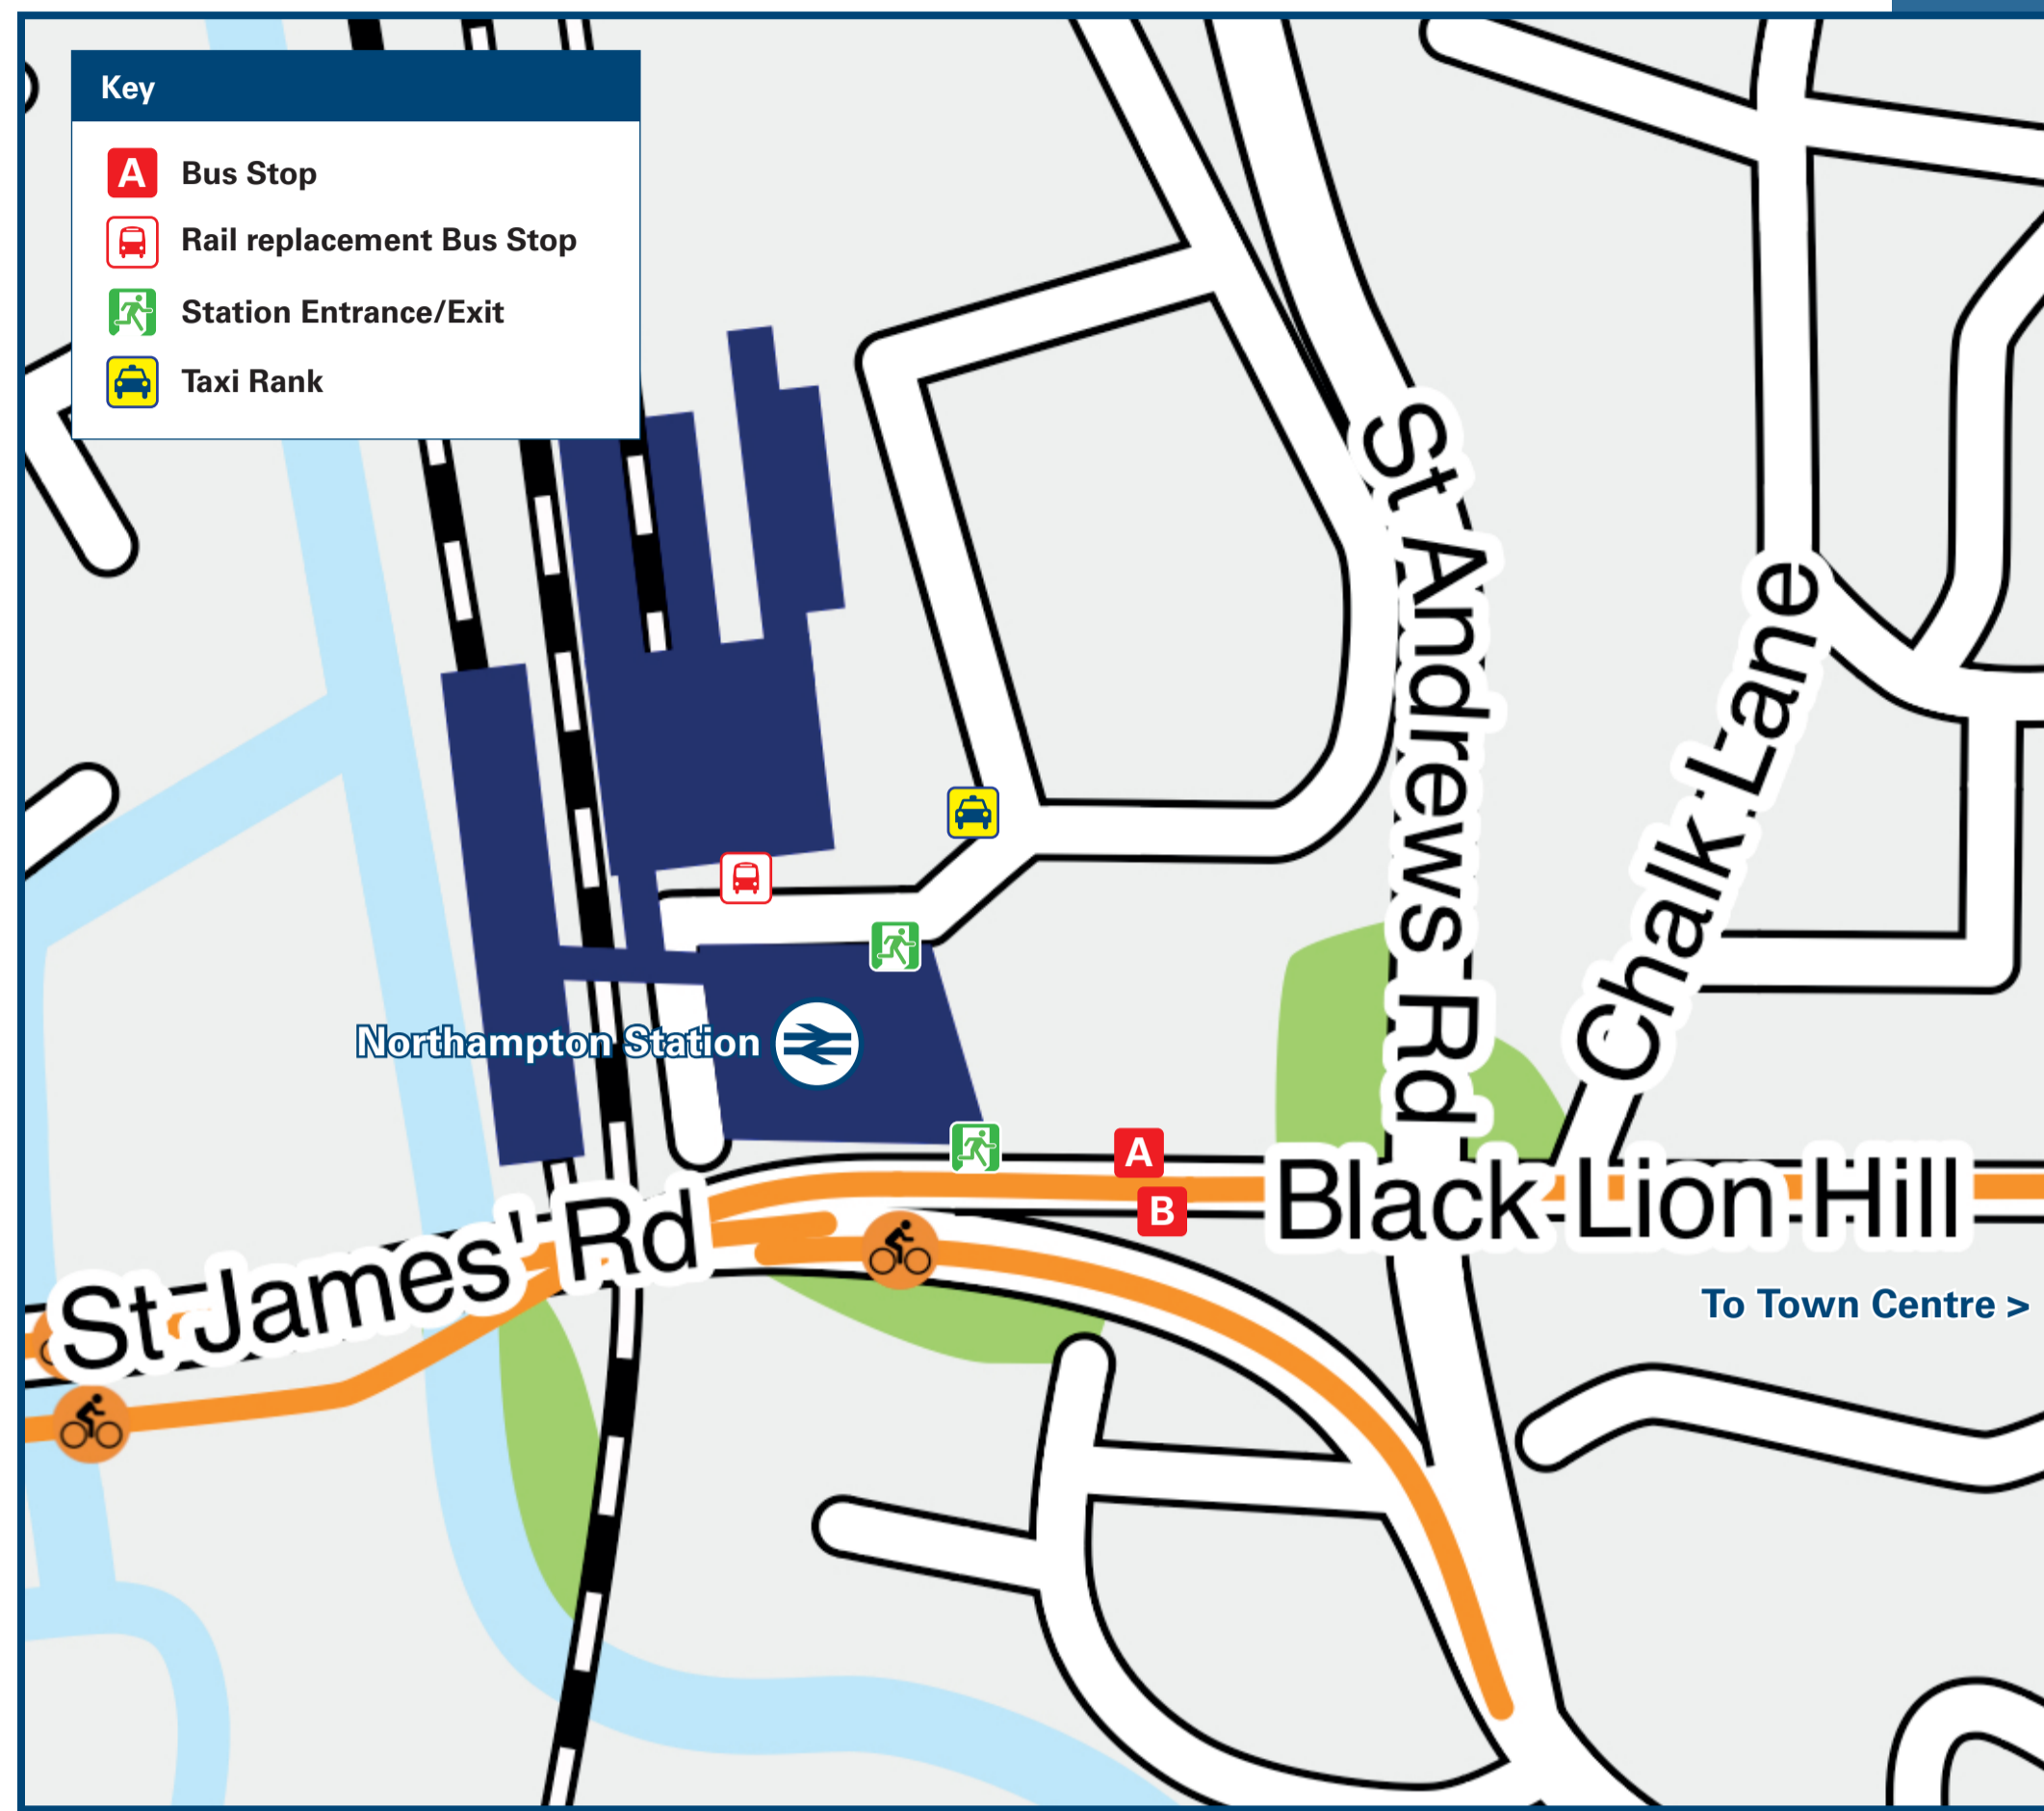 Key
A Bus Stop
Rail replacement Bus Stop
Station Entrance/Exit
Taxi Rank
St Andrews Rd
Chalk Lane
Northampton Station
A
B
Black Lion Hill
St James' Rd
To Town Centre >